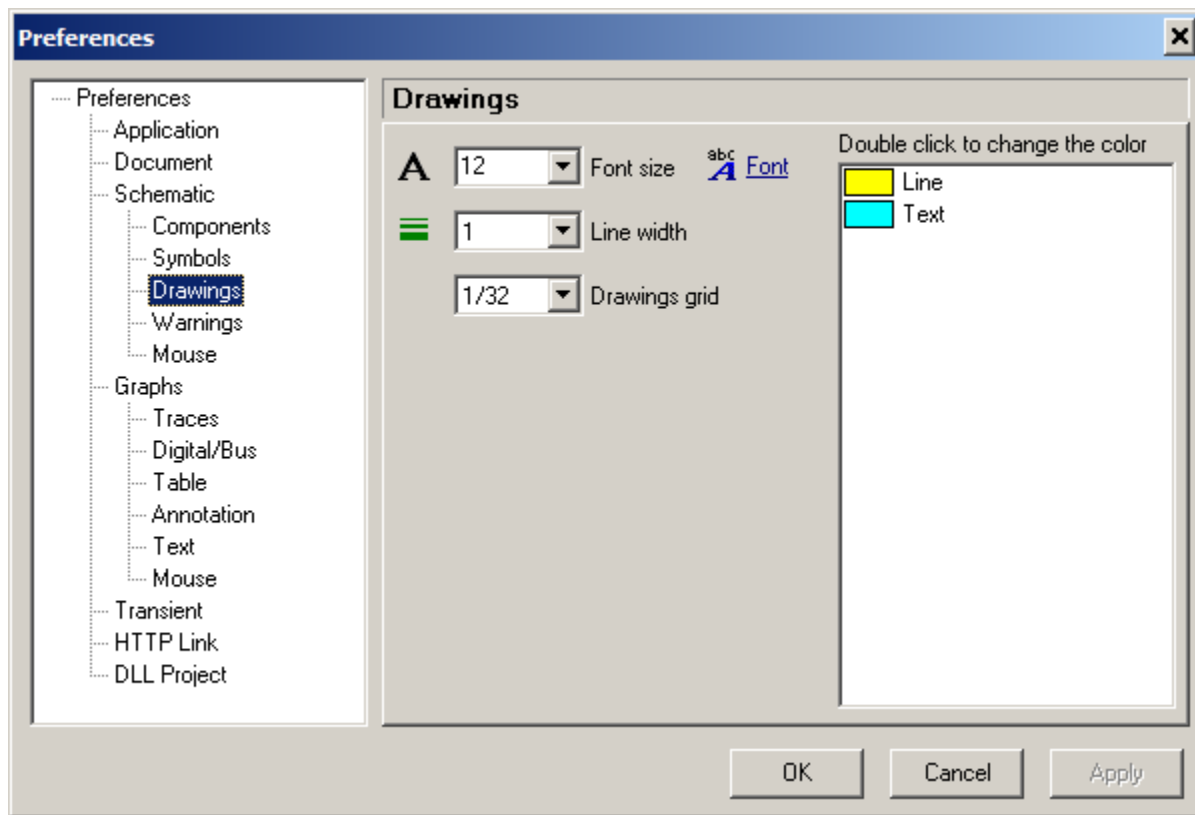 Preferences
Preferences
Application
Document
Schematic
Components
Symbols
Drawings
Warnings
Mouse
Graphs
Traces
Digital/Bus
Table
Annotation
Text
Mouse
Transient
HTTP Link
DLL Project
Drawings
A 12 Font size abc A Font
1 Line width
1/32 Drawings grid
Double click to change the color
Line
Text
OK Cancel Apply